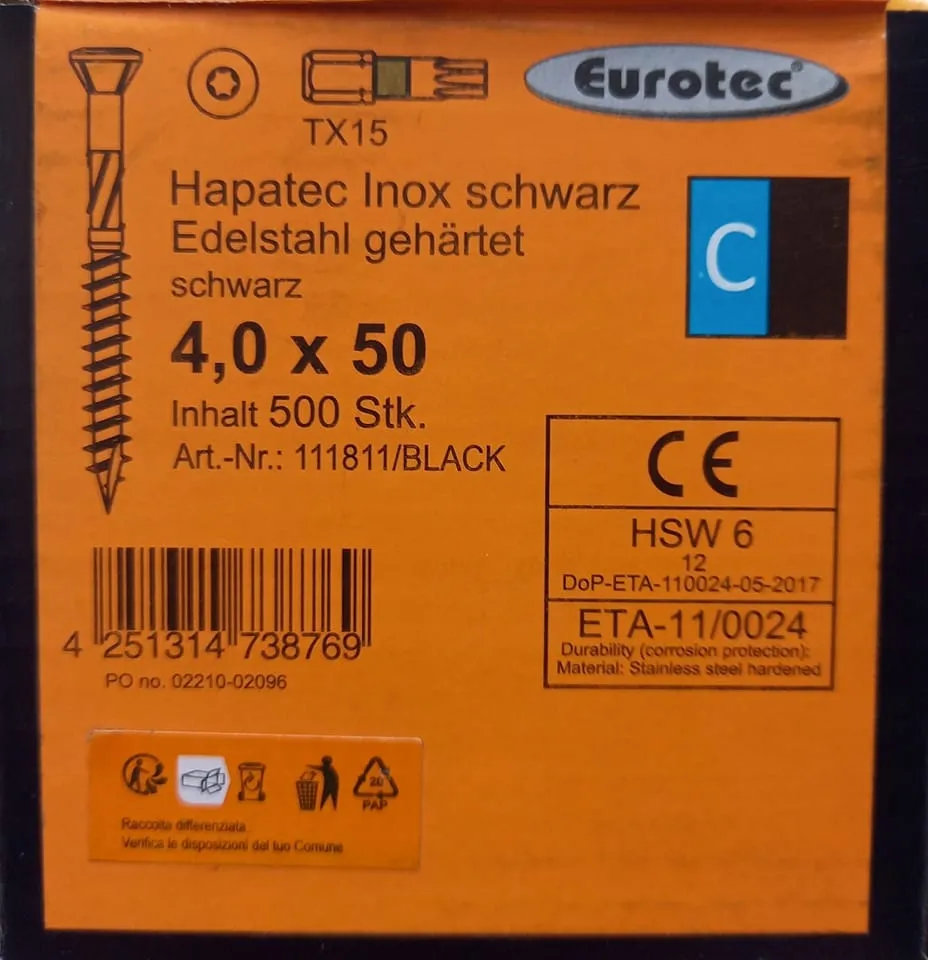 Eurotec®
TX15
Hapatec Inox schwarz
Edelstahl gehärtet
schwarz
C
4,0 x 50
Inhalt 500 Stk.
Art.-Nr.: 111811/BLACK
CE
HSW 6
12
DoP-ETA-110024-05-2017
ETA-11/0024
Durability (corrosion protection):
Material: Stainless steel hardened
4 251314 738769
PO no. 02210-02096
20
PAP
Raccolta differenziata.
Verifica le disposizioni del tuo Comune